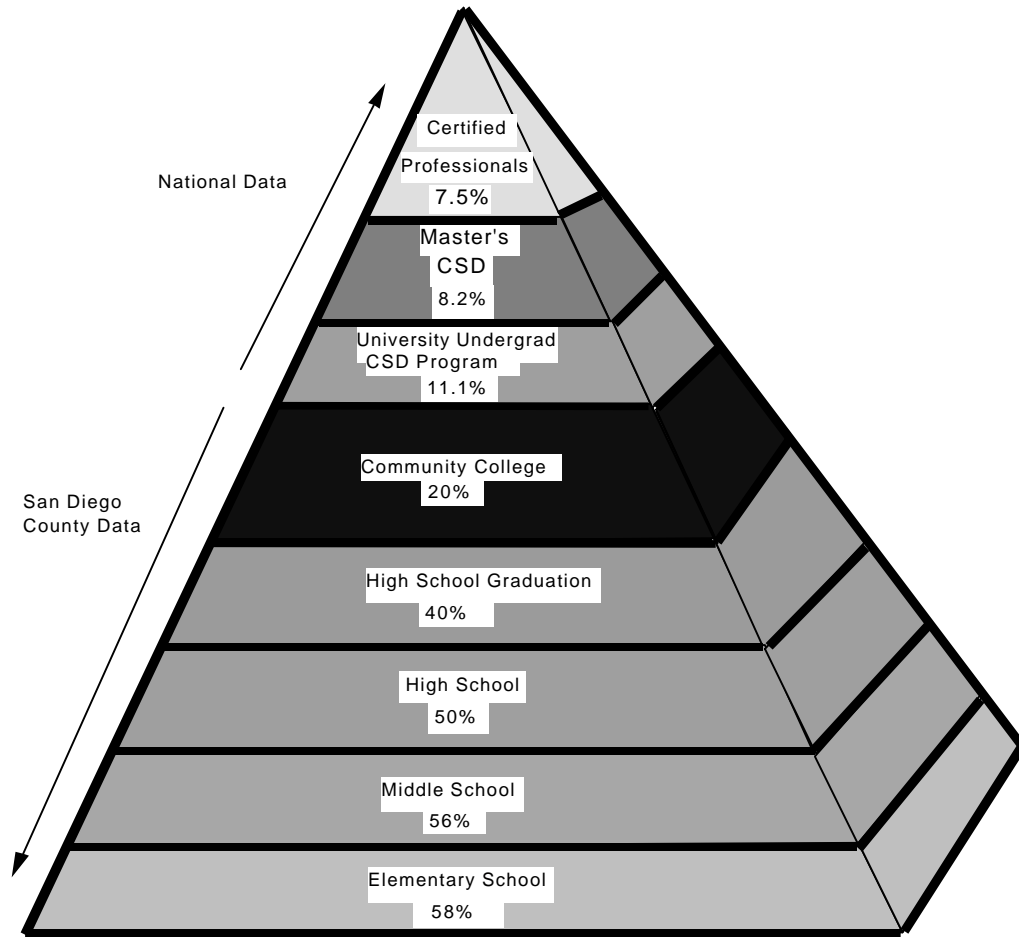 Certified
Professionals
7.5%
National Data
Master's
CSD
8.2%
University Undergrad
CSD Program
11.1%
Community College
20%
San Diego
County Data
High School Graduation
40%
High School
50%
Middle School
56%
Elementary School
58%